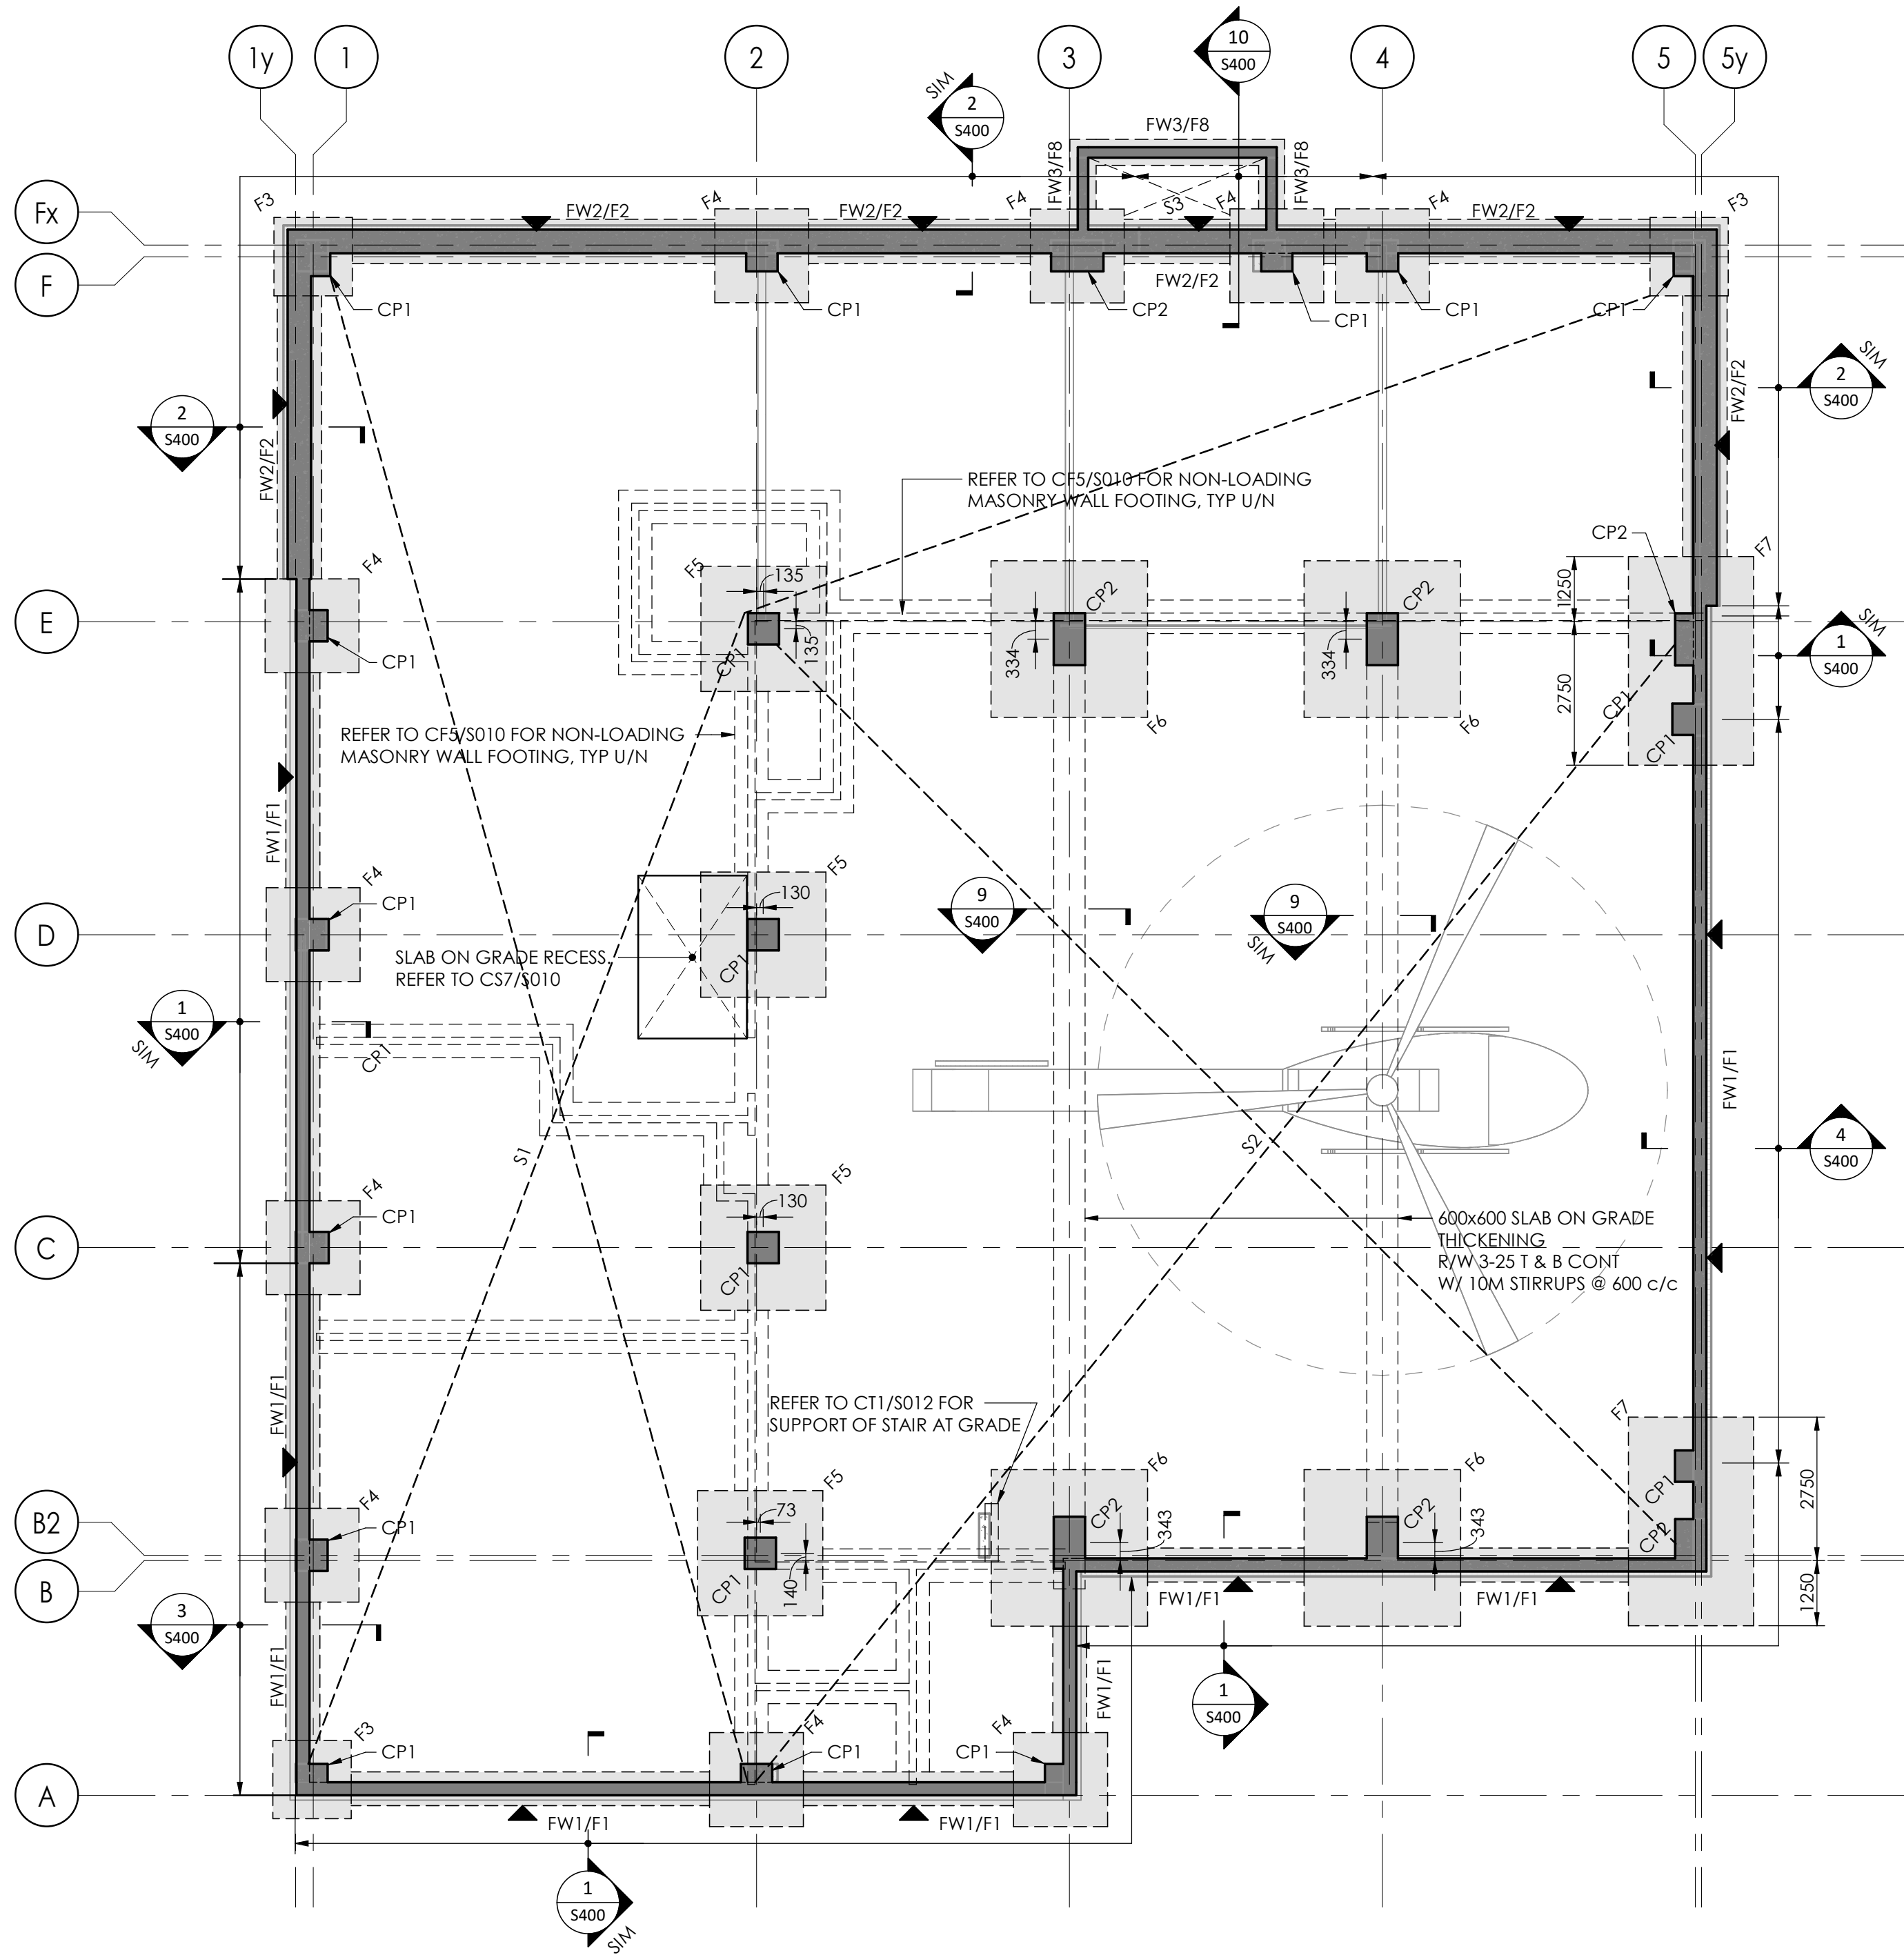 1y
1
2
3
4
5
5y
10
S400
SIM
2
S400
FW3/F8
FW3/F8
FW3/F8
Fx
F
F3
FW2/F2
F4
FW2/F2
F4
S3
F4
F4
FW2/F2
F3
FW2/F2
CP1
CP1
CP2
CP1
CP1
CP1
2
S400
FW2/F2
2
S400
SIM
FW2/F2
REFER TO CF5/S010 FOR NON-LOADING
MASONRY WALL FOOTING, TYP U/N
CP2
F7
1250
2750
E
F4
CP1
F5
135
135
CP1
CP2
334
F6
CP2
334
F6
CP1
CP1
1
S400
SIM
REFER TO CF5/S010 FOR NON-LOADING
MASONRY WALL FOOTING, TYP U/N
FW1/F1
D
F4
CP1
F5
130
CP1
9
S400
9
S400
SIM
SLAB ON GRADE RECESS.
REFER TO CS7/S010
1
S400
SIM
CP1
S1
S2
FW1/F1
4
S400
C
F4
CP1
F5
130
CP1
600x600 SLAB ON GRADE
THICKENING
R/W 3-25 T & B CONT
W/ 10M STIRRUPS @ 600 c/c
FW1/F1
REFER TO CT1/S012 FOR
SUPPORT OF STAIR AT GRADE
F7
2750
1250
B2
B
F4
CP1
F5
73
140
CP1
F6
CP2
343
F6
CP2
343
CP1
CP2
FW1/F1
FW1/F1
3
S400
FW1/F1
FW1/F1
1
S400
A
F3
CP1
F4
CP1
F4
CP1
FW1/F1
FW1/F1
1
S400
SIM